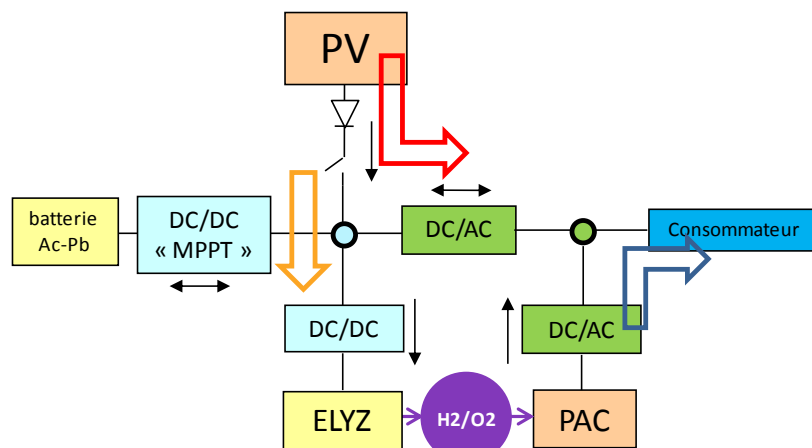 PV
batterie
Ac-Pb
DC/DC
« MPPT »
DC/AC
Consommateur
DC/DC
DC/AC
ELYZ
H2/O2
PAC